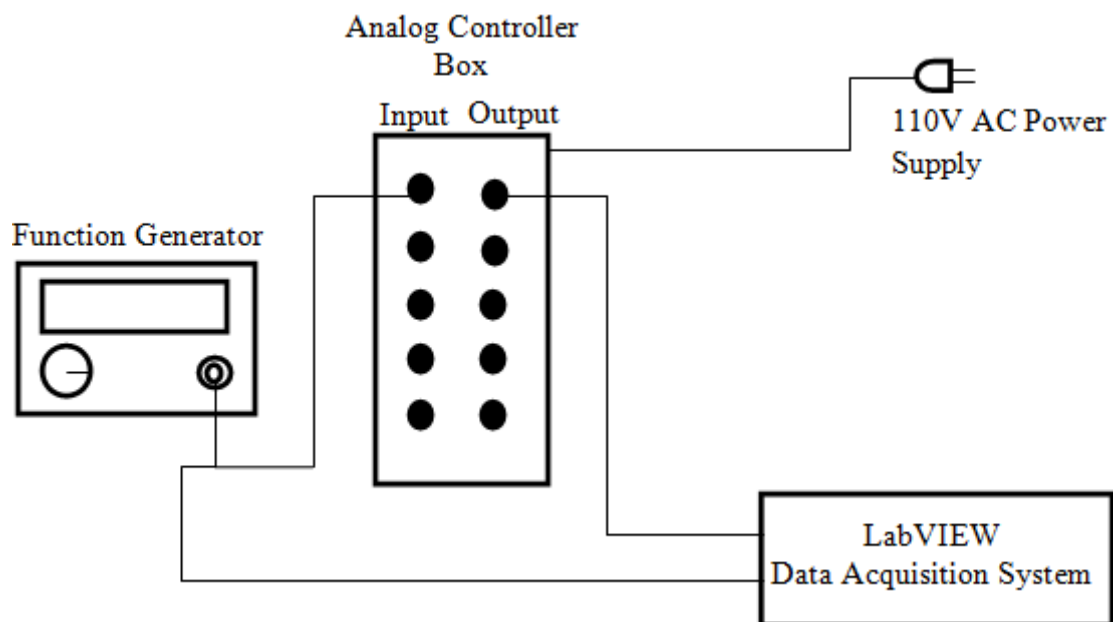 Analog Controller
Box
Input Output
110V AC Power
Supply
Function Generator
LabVIEW
Data Acquisition System